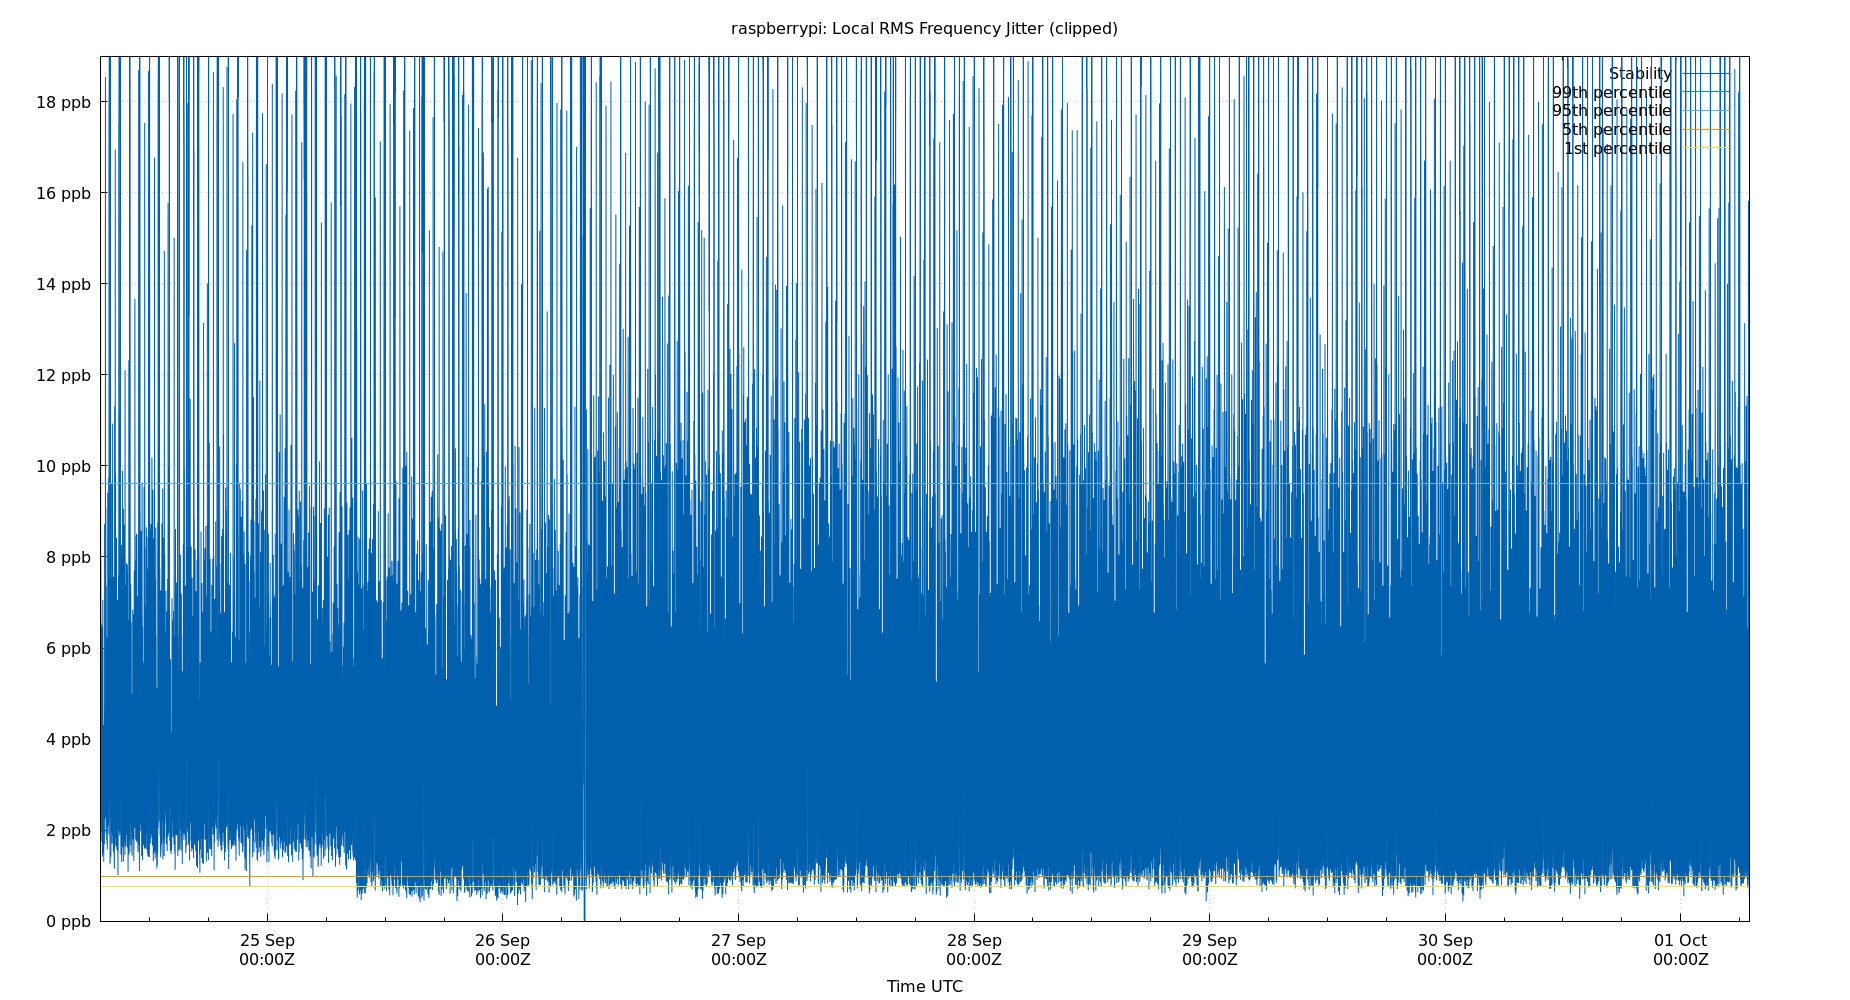 raspberrypi: Local RMS Frequency Jitter (clipped)
Stability
99th percentile
95th percentile
5th percentile
1st percentile
18 ppb
16 ppb
14 ppb
12 ppb
10 ppb
8 ppb
6 ppb
4 ppb
2 ppb
0 ppb
25 Sep 26 Sep 27 Sep 28 Sep 29 Sep 30 Sep 01 Oct
00:00Z 00:00Z 00:00Z 00:00Z 00:00Z 00:00Z 00:00Z
Time UTC